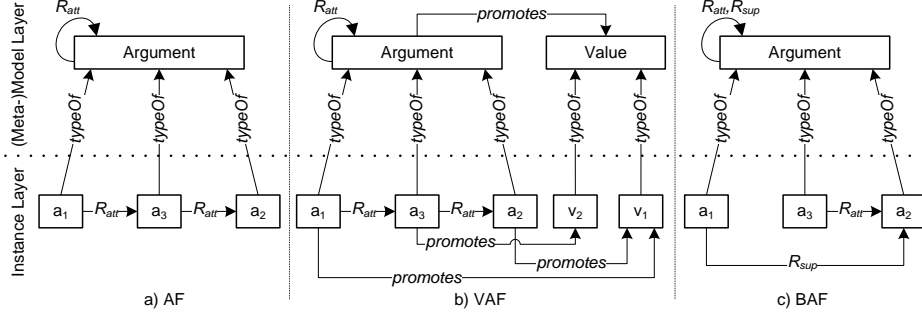 (Meta-)Model Layer
R_att
Argument
R_att
promotes
Argument
Value
R_att,R_sup
Argument
typeOf
typeOf
typeOf
typeOf
typeOf
typeOf
typeOf
typeOf
typeOf
typeOf
typeOf
Instance Layer
a1
R_att
a3
R_att
a2
a1
R_att
a3
R_att
a2
v2
v1
a1
a3
R_att
a2
promotes
promotes
promotes
R_sup
a) AF
b) VAF
c) BAF